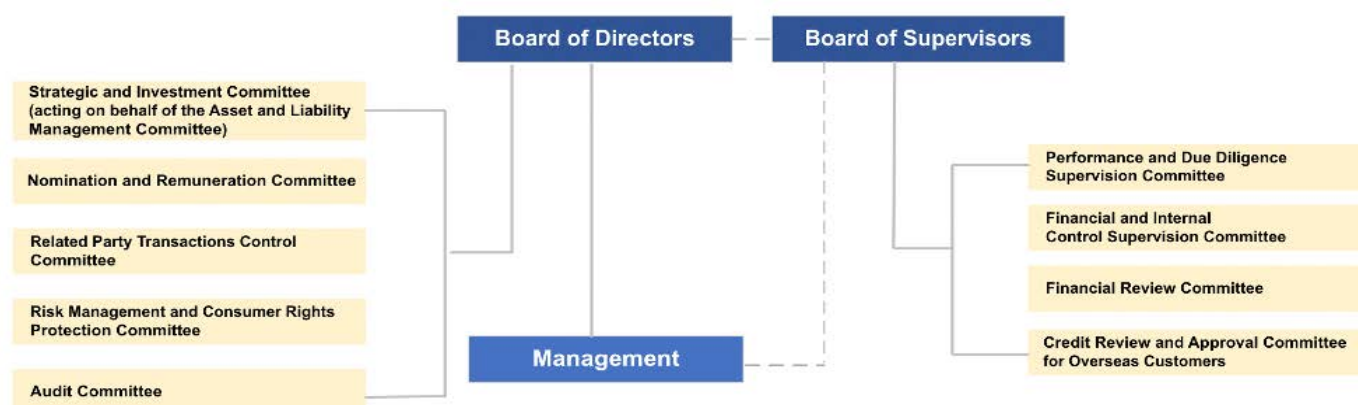 Board of Directors
Board of Supervisors
Strategic and Investment Committee
(acting on behalf of the Asset and Liability
Management Committee)
Nomination and Remuneration Committee
Related Party Transactions Control
Committee
Risk Management and Consumer Rights
Protection Committee
Audit Committee
Management
Performance and Due Diligence
Supervision Committee
Financial and Internal
Control Supervision Committee
Financial Review Committee
Credit Review and Approval Committee
for Overseas Customers